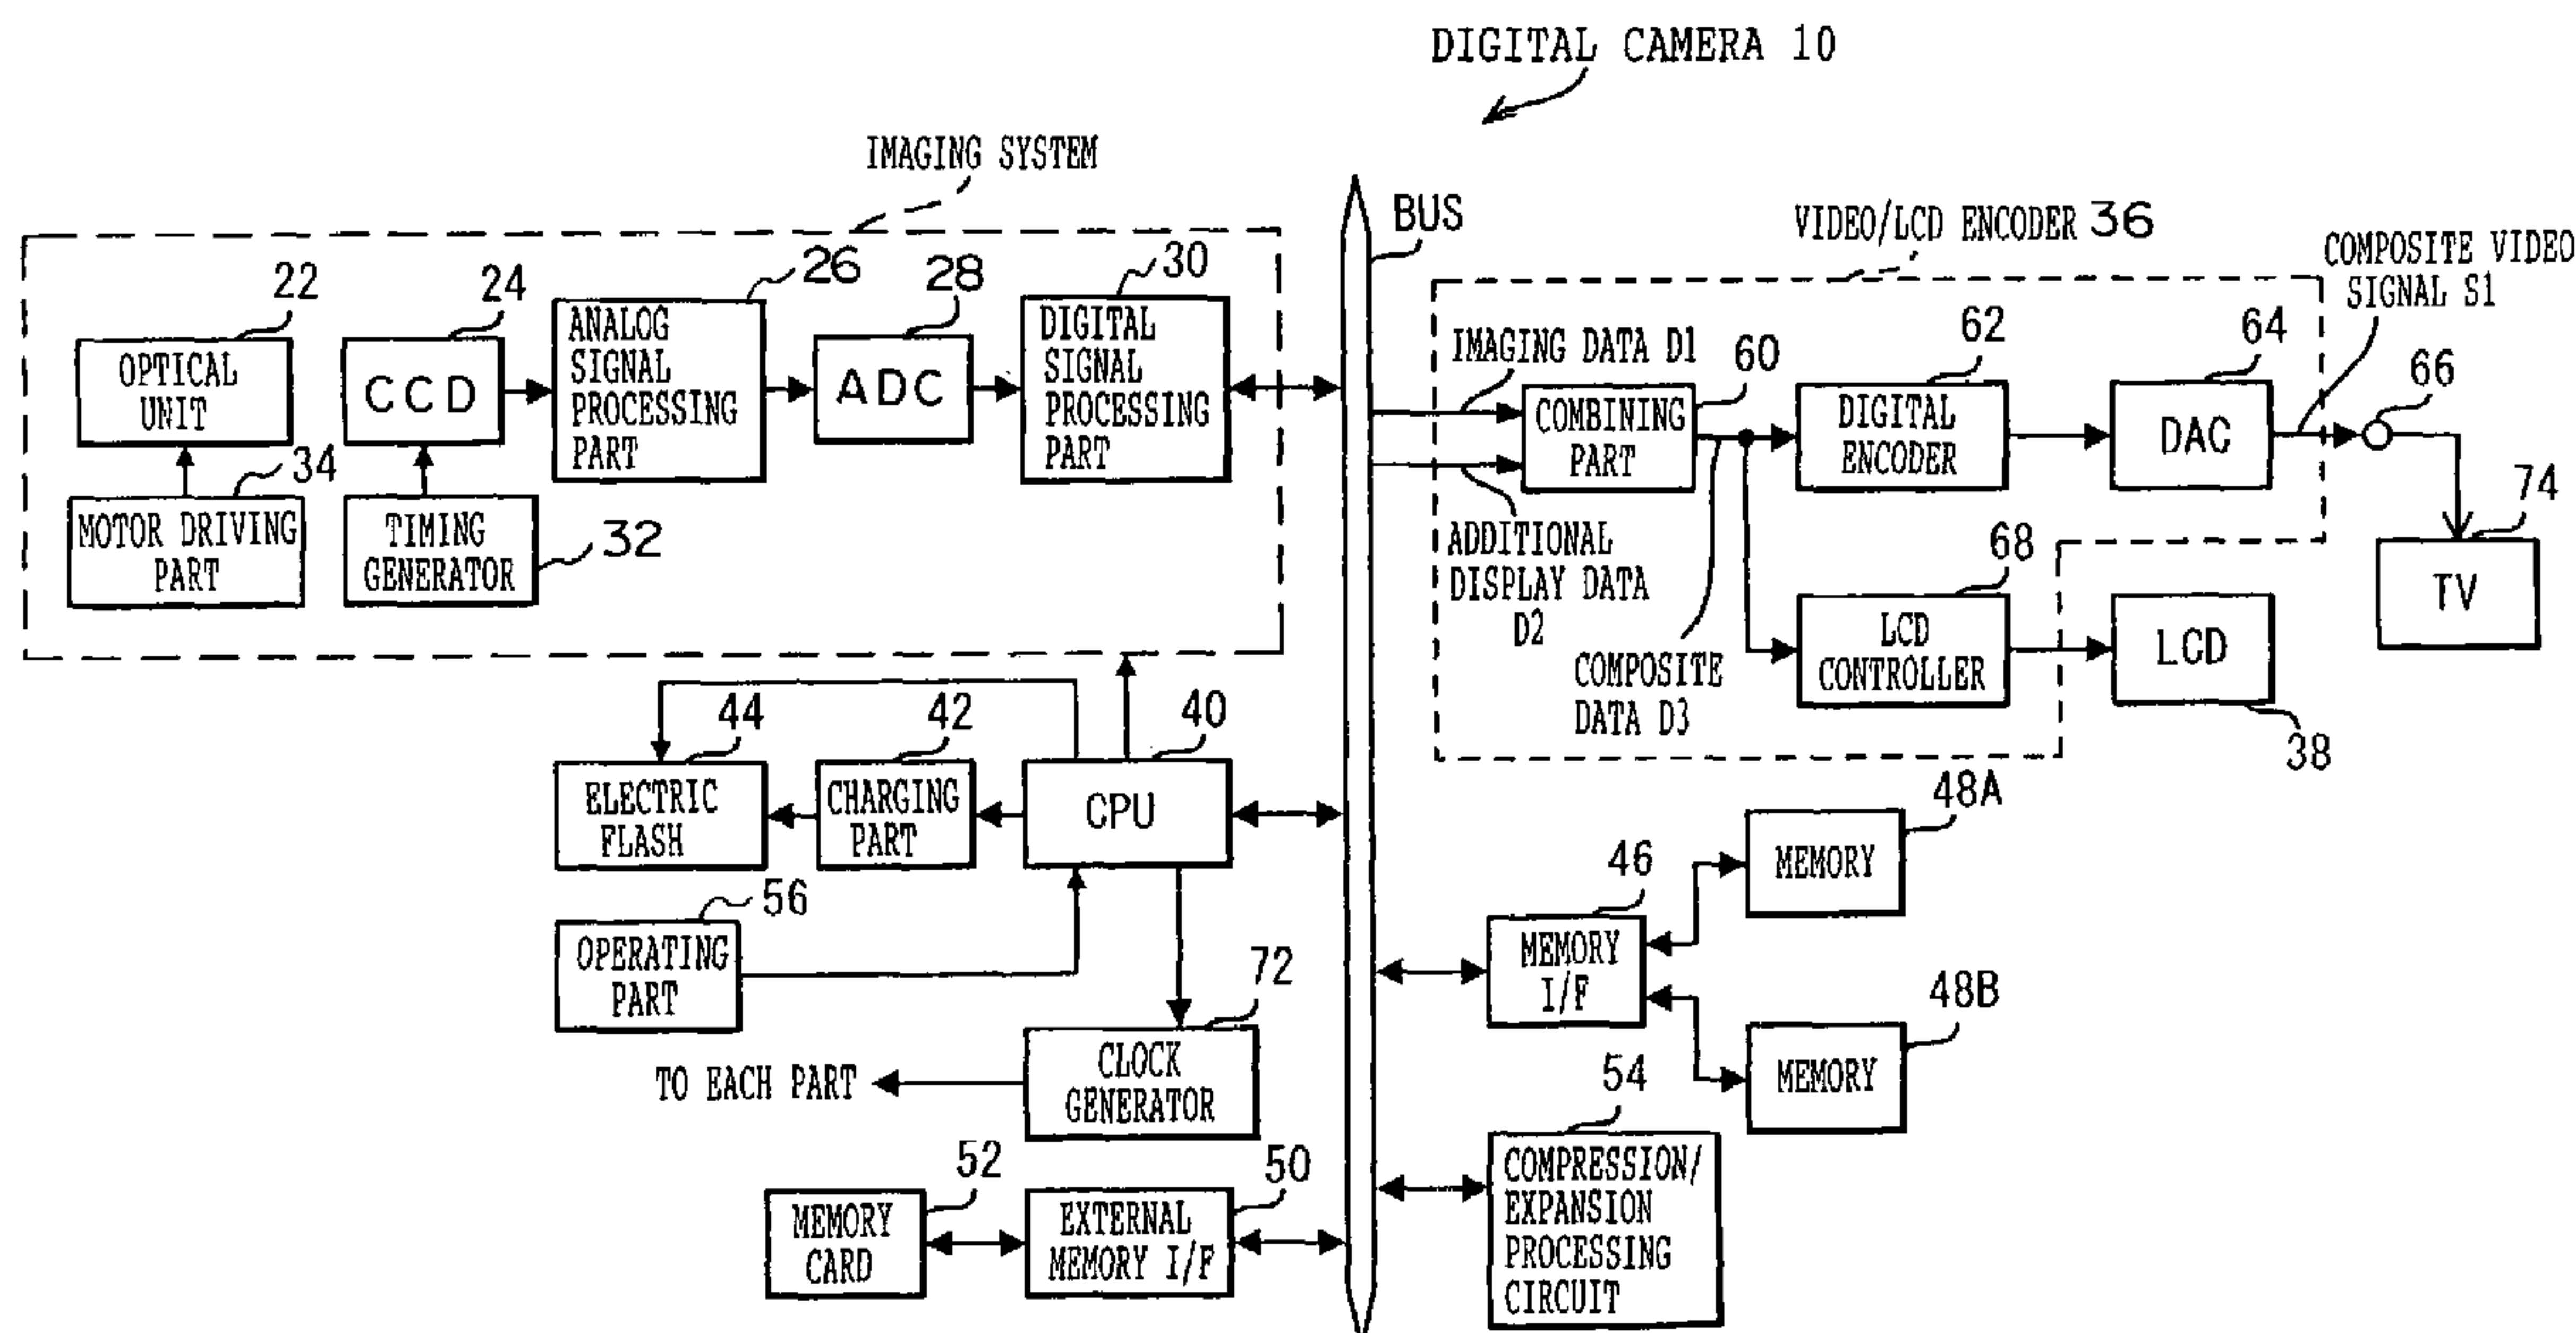 DIGITAL CAMERA 10
IMAGING SYSTEM
22
OPTICAL
UNIT
24
CCD
26
ANALOG
SIGNAL
PROCESSING
PART
28
ADC
30
DIGITAL
SIGNAL
PROCESSING
PART
34
MOTOR DRIVING
PART
TIMING
GENERATOR
32
BUS
VIDEO/LCD ENCODER 36
COMPOSITE VIDEO
SIGNAL S1
IMAGING DATA D1
60
COMBINING
PART
62
DIGITAL
ENCODER
64
DAC
66
74
TV
ADDITIONAL
DISPLAY DATA
D2
COMPOSITE
DATA D3
68
LCD
CONTROLLER
LCD
38
44
ELECTRIC
FLASH
42
CHARGING
PART
40
CPU
56
OPERATING
PART
72
CLOCK
GENERATOR
TO EACH PART
52
MEMORY
CARD
50
EXTERNAL
MEMORY I/F
46
MEMORY
I/F
48A
MEMORY
48B
MEMORY
54
COMPRESSION/
EXPANSION
PROCESSING
CIRCUIT